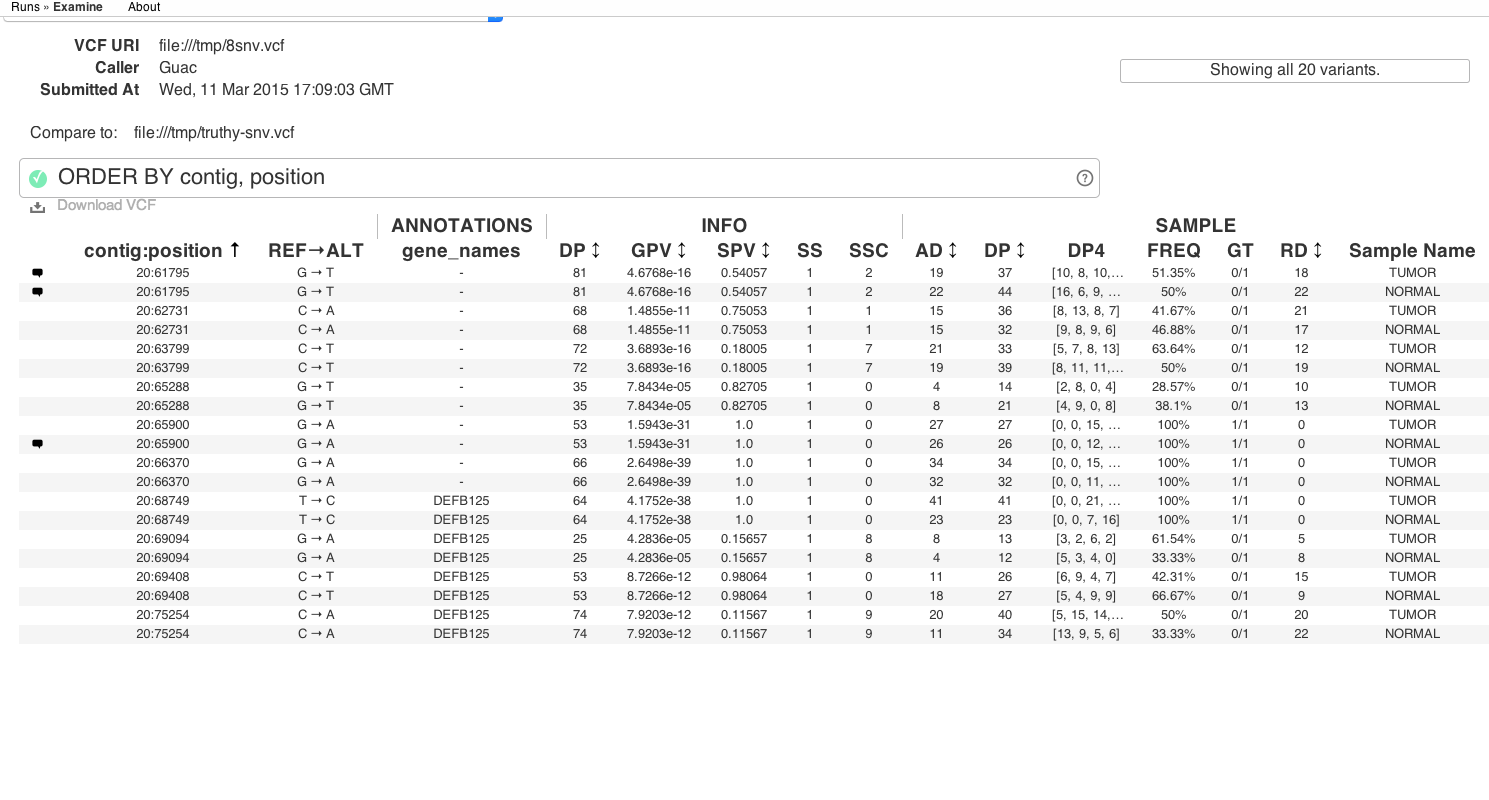 Runs » Examine About
VCF URI file:///tmp/8snv.vcf
Caller Guac
Showing all 20 variants.
Submitted At Wed, 11 Mar 2015 17:09:03 GMT
Compare to: file:///tmp/truthy-snv.vcf
ORDER BY contig, position
Download VCF
ANNOTATIONS INFO SAMPLE
contig:position ↑ REF→ALT gene_names DP ↕ GPV ↕ SPV ↕ SS SSC AD ↕ DP ↕ DP4 FREQ GT RD ↕ Sample Name
20:61795 G → T - 81 4.6768e-16 0.54057 1 2 19 37 [10, 8, 10,... 51.35% 0/1 18 TUMOR
20:61795 G → T - 81 4.6768e-16 0.54057 1 2 22 44 [16, 6, 9, ... 50% 0/1 22 NORMAL
20:62731 C → A - 68 1.4855e-11 0.75053 1 1 15 36 [8, 13, 8, 7] 41.67% 0/1 21 TUMOR
20:62731 C → A - 68 1.4855e-11 0.75053 1 1 15 32 [9, 8, 9, 6] 46.88% 0/1 17 NORMAL
20:63799 C → T - 72 3.6893e-16 0.18005 1 7 21 33 [5, 7, 8, 13] 63.64% 0/1 12 TUMOR
20:63799 C → T - 72 3.6893e-16 0.18005 1 7 19 39 [8, 11, 11,... 50% 0/1 19 NORMAL
20:65288 G → T - 35 7.8434e-05 0.82705 1 0 4 14 [2, 8, 0, 4] 28.57% 0/1 10 TUMOR
20:65288 G → T - 35 7.8434e-05 0.82705 1 0 8 21 [4, 9, 0, 8] 38.1% 0/1 13 NORMAL
20:65900 G → A - 53 1.5943e-31 1.0 1 0 27 27 [0, 0, 15, ... 100% 1/1 0 TUMOR
20:65900 G → A - 53 1.5943e-31 1.0 1 0 26 26 [0, 0, 12, ... 100% 1/1 0 NORMAL
20:66370 G → A - 66 2.6498e-39 1.0 1 0 34 34 [0, 0, 15, ... 100% 1/1 0 TUMOR
20:66370 G → A - 66 2.6498e-39 1.0 1 0 32 32 [0, 0, 11, ... 100% 1/1 0 NORMAL
20:68749 T → C DEFB125 64 4.1752e-38 1.0 1 0 41 41 [0, 0, 21, ... 100% 1/1 0 TUMOR
20:68749 T → C DEFB125 64 4.1752e-38 1.0 1 0 23 23 [0, 0, 7, 16] 100% 1/1 0 NORMAL
20:69094 G → A DEFB125 25 4.2836e-05 0.15657 1 8 8 13 [3, 2, 6, 2] 61.54% 0/1 5 TUMOR
20:69094 G → A DEFB125 25 4.2836e-05 0.15657 1 8 4 12 [5, 3, 4, 0] 33.33% 0/1 8 NORMAL
20:69408 C → T DEFB125 53 8.7266e-12 0.98064 1 0 11 26 [6, 9, 4, 7] 42.31% 0/1 15 TUMOR
20:69408 C → T DEFB125 53 8.7266e-12 0.98064 1 0 18 27 [5, 4, 9, 9] 66.67% 0/1 9 NORMAL
20:75254 C → A DEFB125 74 7.9203e-12 0.11567 1 9 20 40 [5, 15, 14,... 50% 0/1 20 TUMOR
20:75254 C → A DEFB125 74 7.9203e-12 0.11567 1 9 11 34 [13, 9, 5, 6] 33.33% 0/1 22 NORMAL